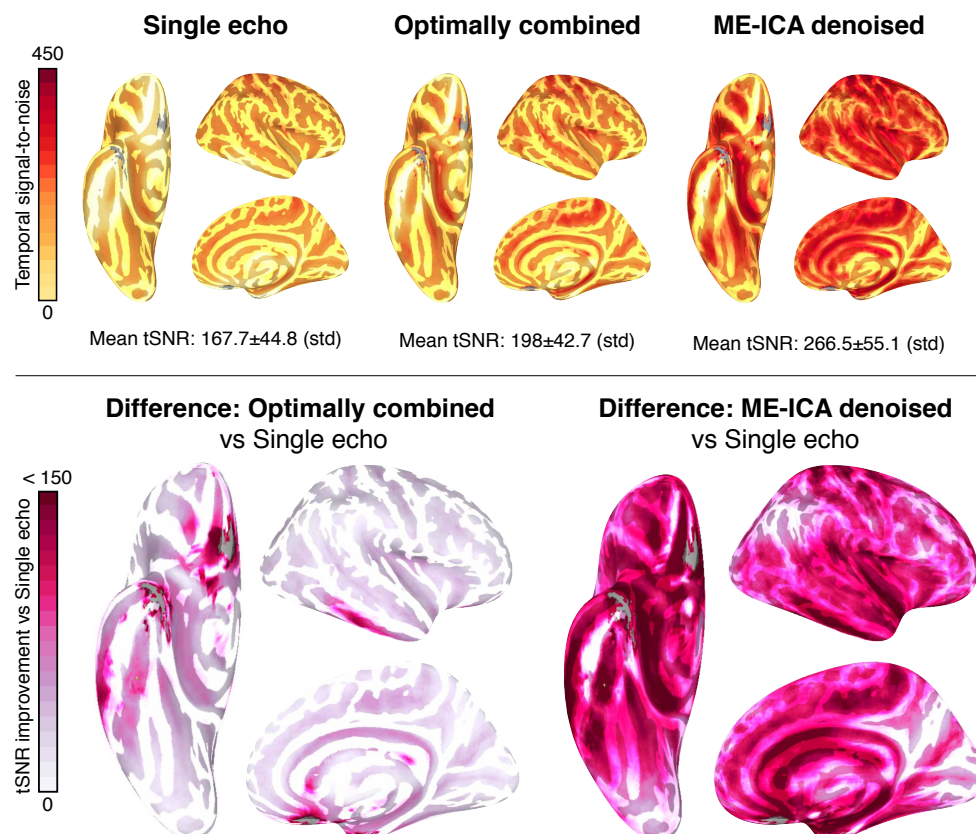 Single echo
Optimally combined
ME-ICA denoised
450
Temporal signal-to-noise
0
Mean tSNR: 167.7±44.8 (std)
Mean tSNR: 198±42.7 (std)
Mean tSNR: 266.5±55.1 (std)
Difference: Optimally combined
vs Single echo
Difference: ME-ICA denoised
vs Single echo
< 150
tSNR improvement vs Single echo
0